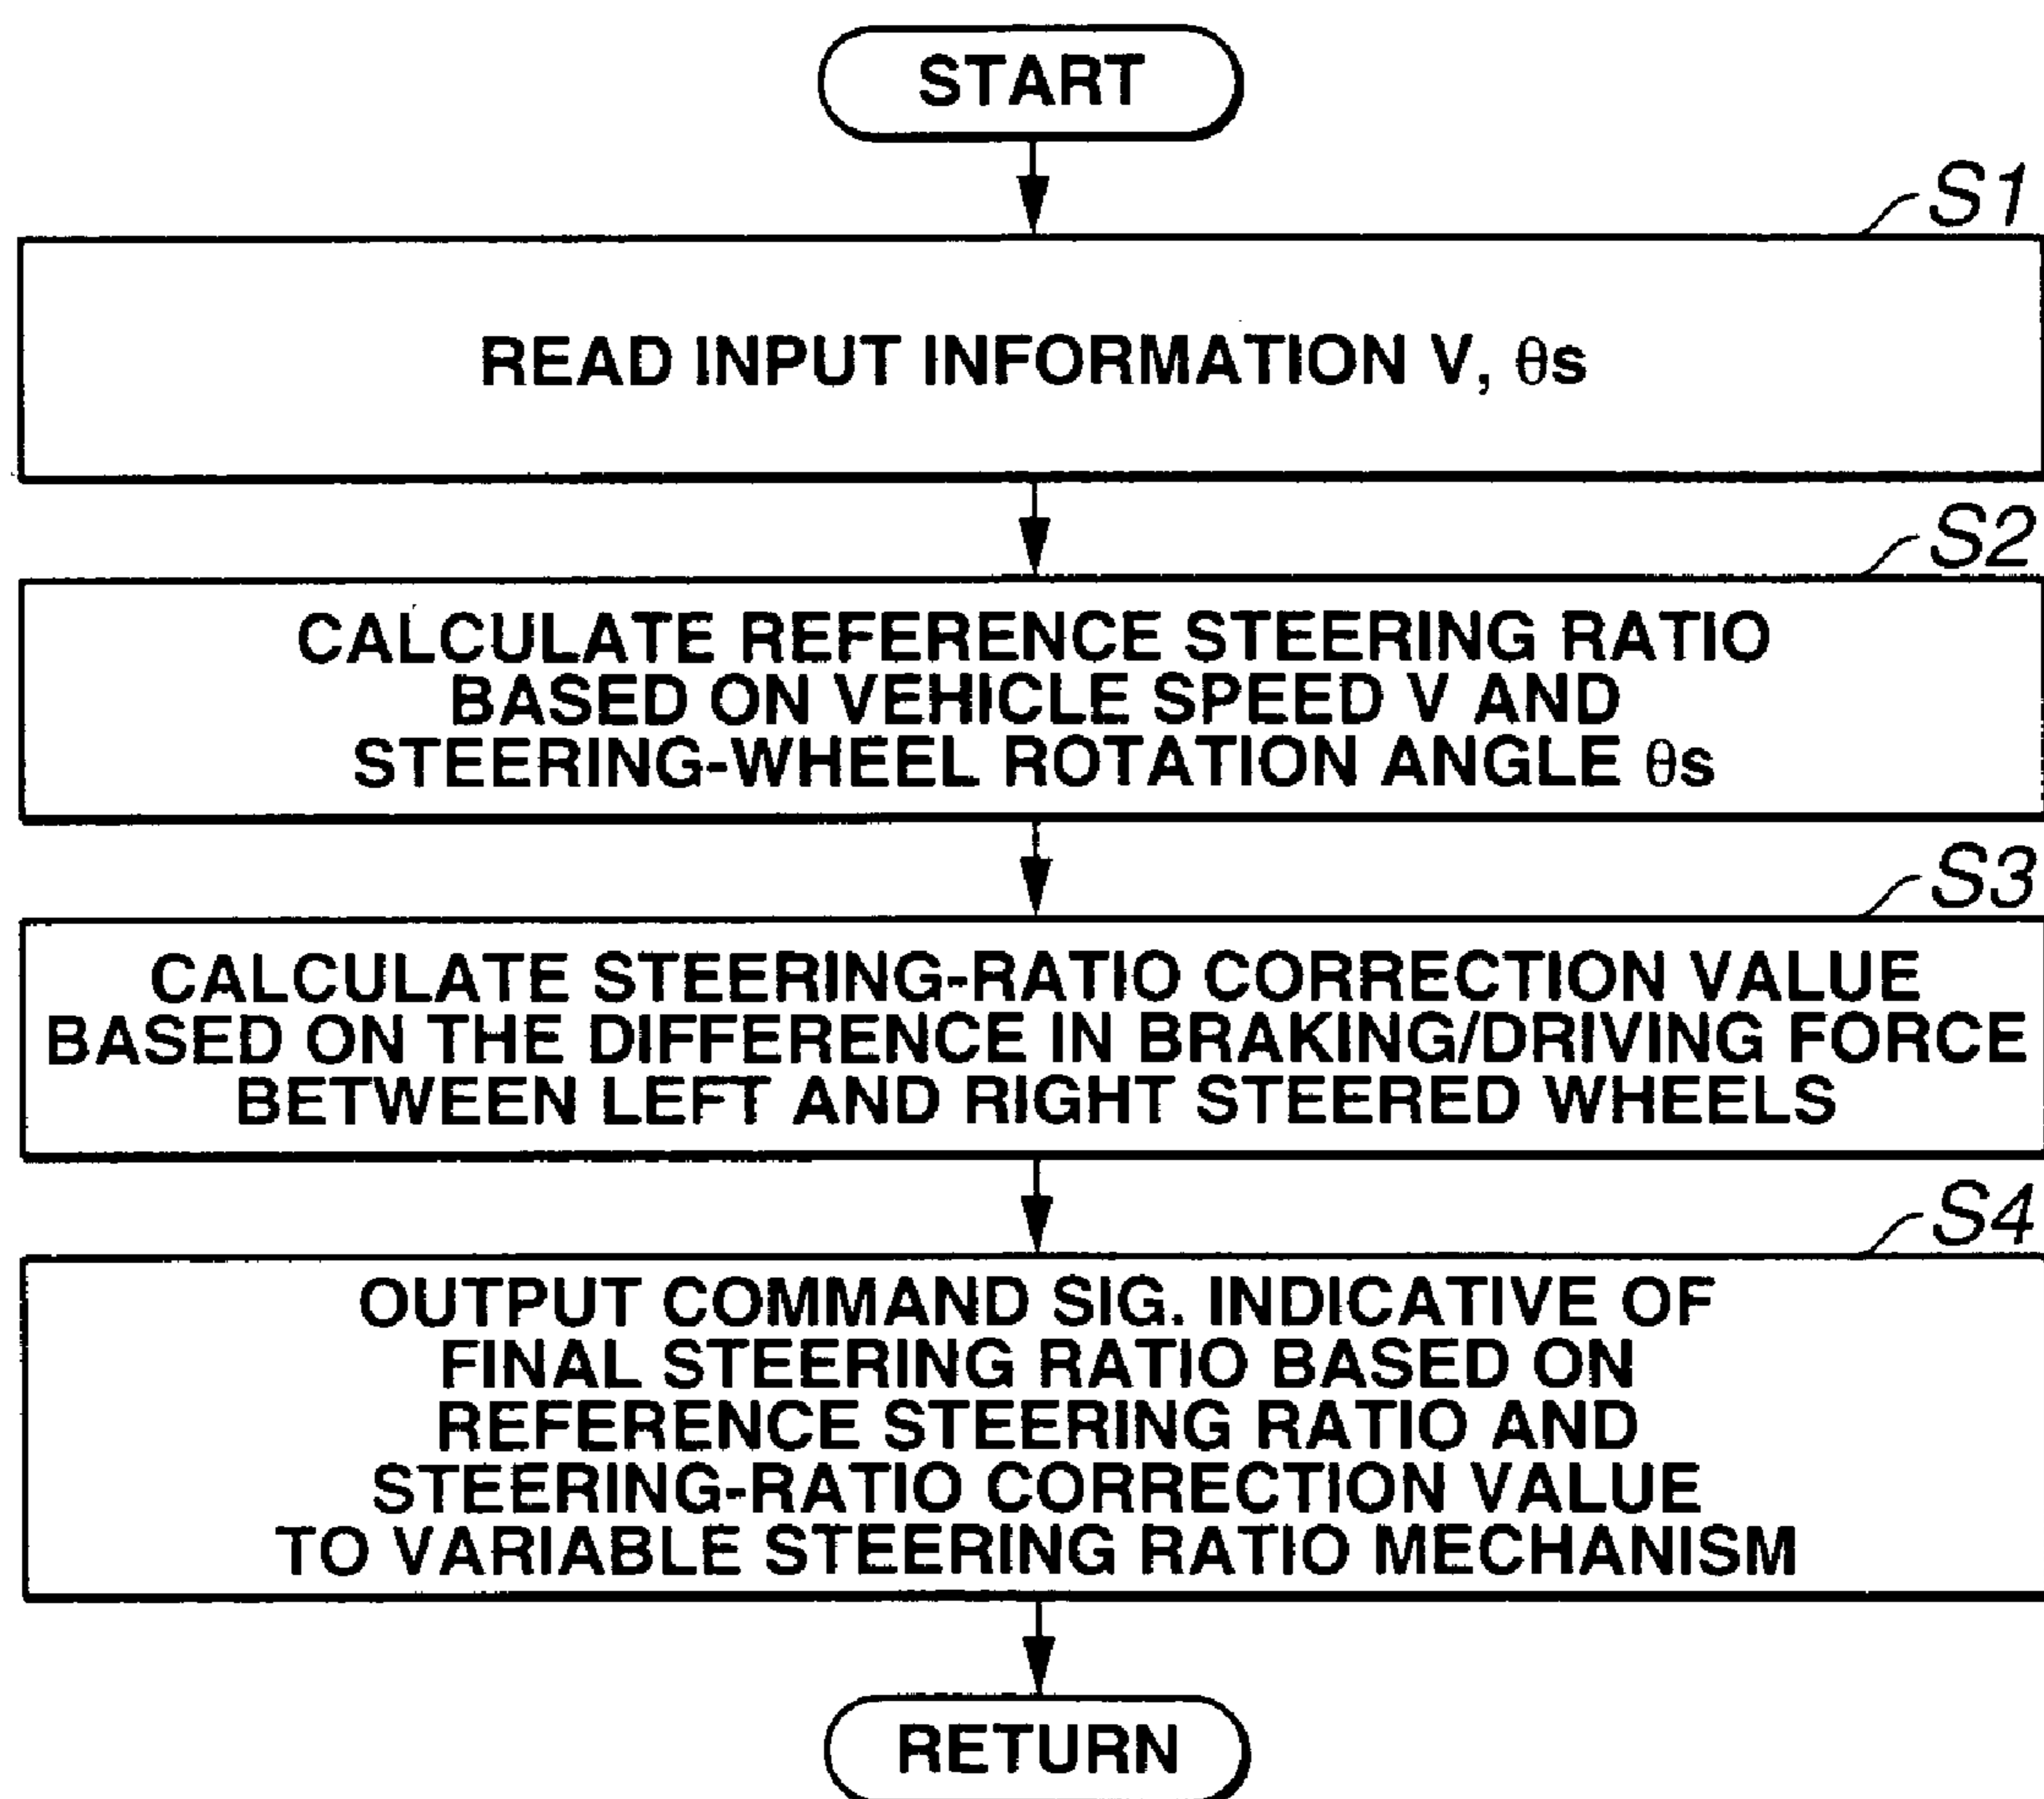 START
S1
READ INPUT INFORMATION V, θs
S2
CALCULATE REFERENCE STEERING RATIO
BASED ON VEHICLE SPEED V AND
STEERING-WHEEL ROTATION ANGLE θs
S3
CALCULATE STEERING-RATIO CORRECTION VALUE
BASED ON THE DIFFERENCE IN BRAKING/DRIVING FORCE
BETWEEN LEFT AND RIGHT STEERED WHEELS
S4
OUTPUT COMMAND SIG. INDICATIVE OF
FINAL STEERING RATIO BASED ON
REFERENCE STEERING RATIO AND
STEERING-RATIO CORRECTION VALUE
TO VARIABLE STEERING RATIO MECHANISM
RETURN